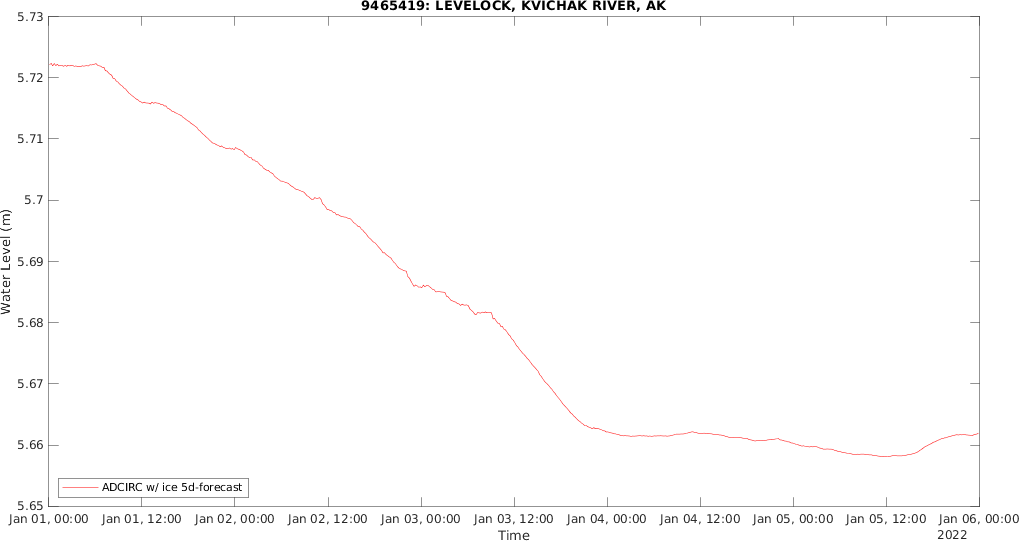 9465419: LEVELOCK, KVICHAK RIVER, AK
5.73
5.72
5.71
5.7
5.69
5.68
5.67
5.66
5.65
Water Level (m)
ADCIRC w/ ice 5d-forecast
Jan 01, 00:00 Jan 01, 12:00 Jan 02, 00:00 Jan 02, 12:00 Jan 03, 00:00 Jan 03, 12:00 Jan 04, 00:00 Jan 04, 12:00 Jan 05, 00:00 Jan 05, 12:00 Jan 06, 00:00
Time
2022